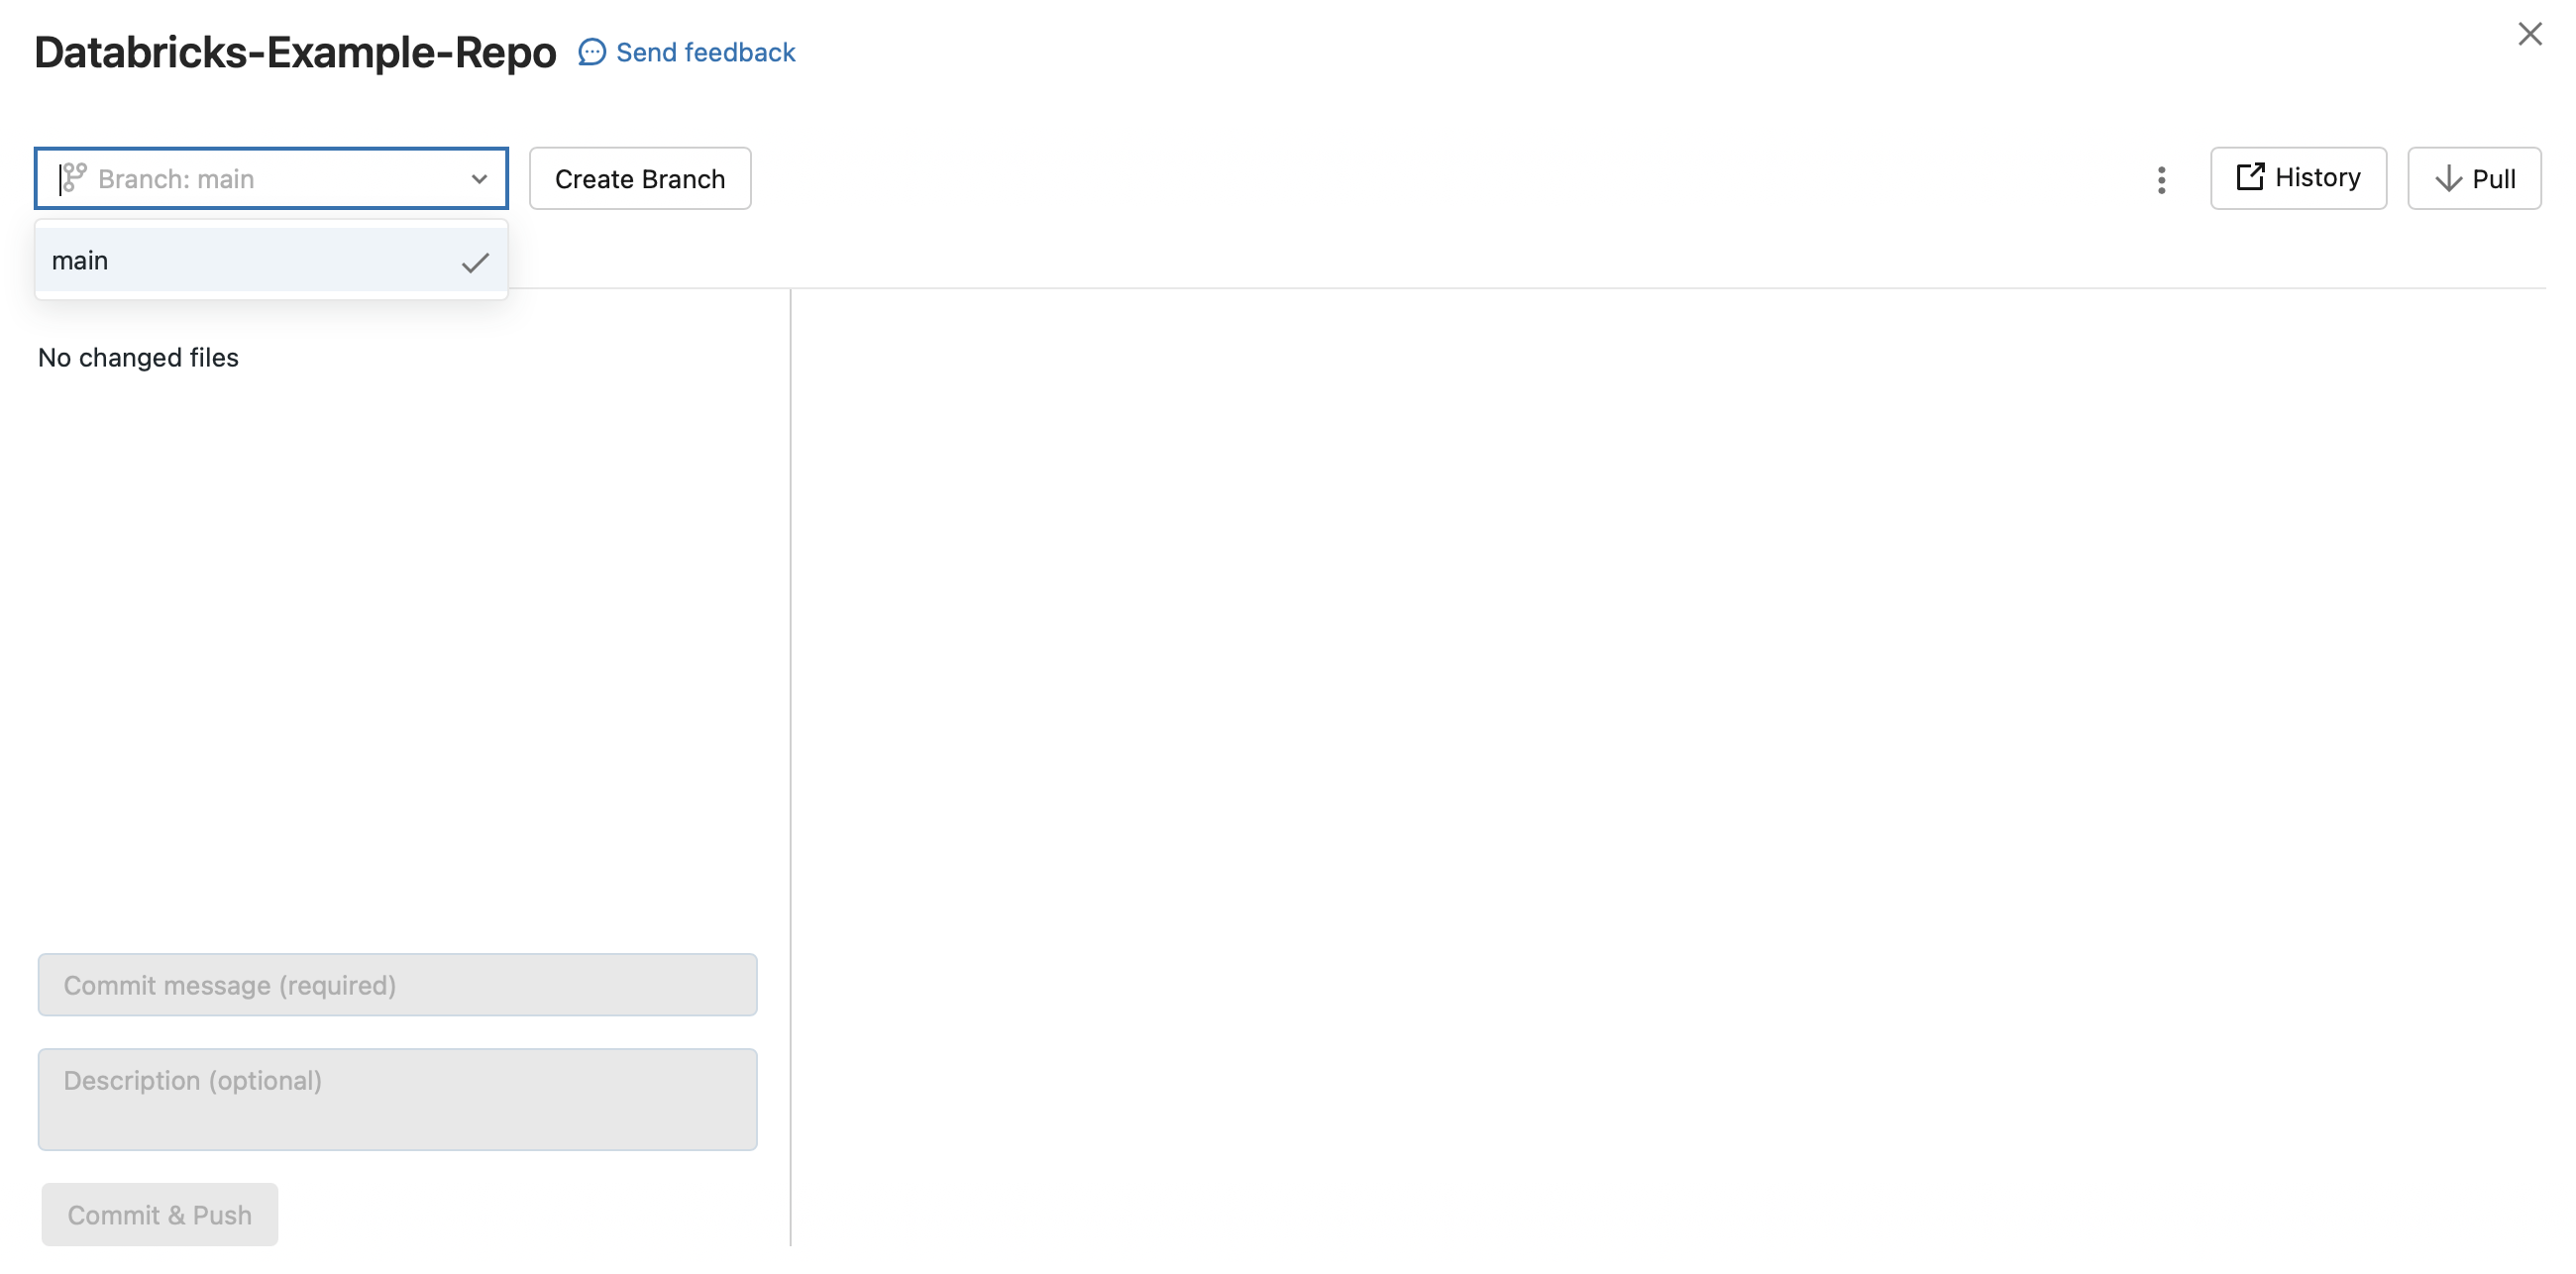 Databricks-Example-Repo Send feedback
Branch: main Create Branch History Pull
main
No changed files
Commit message (required)
Description (optional)
Commit & Push